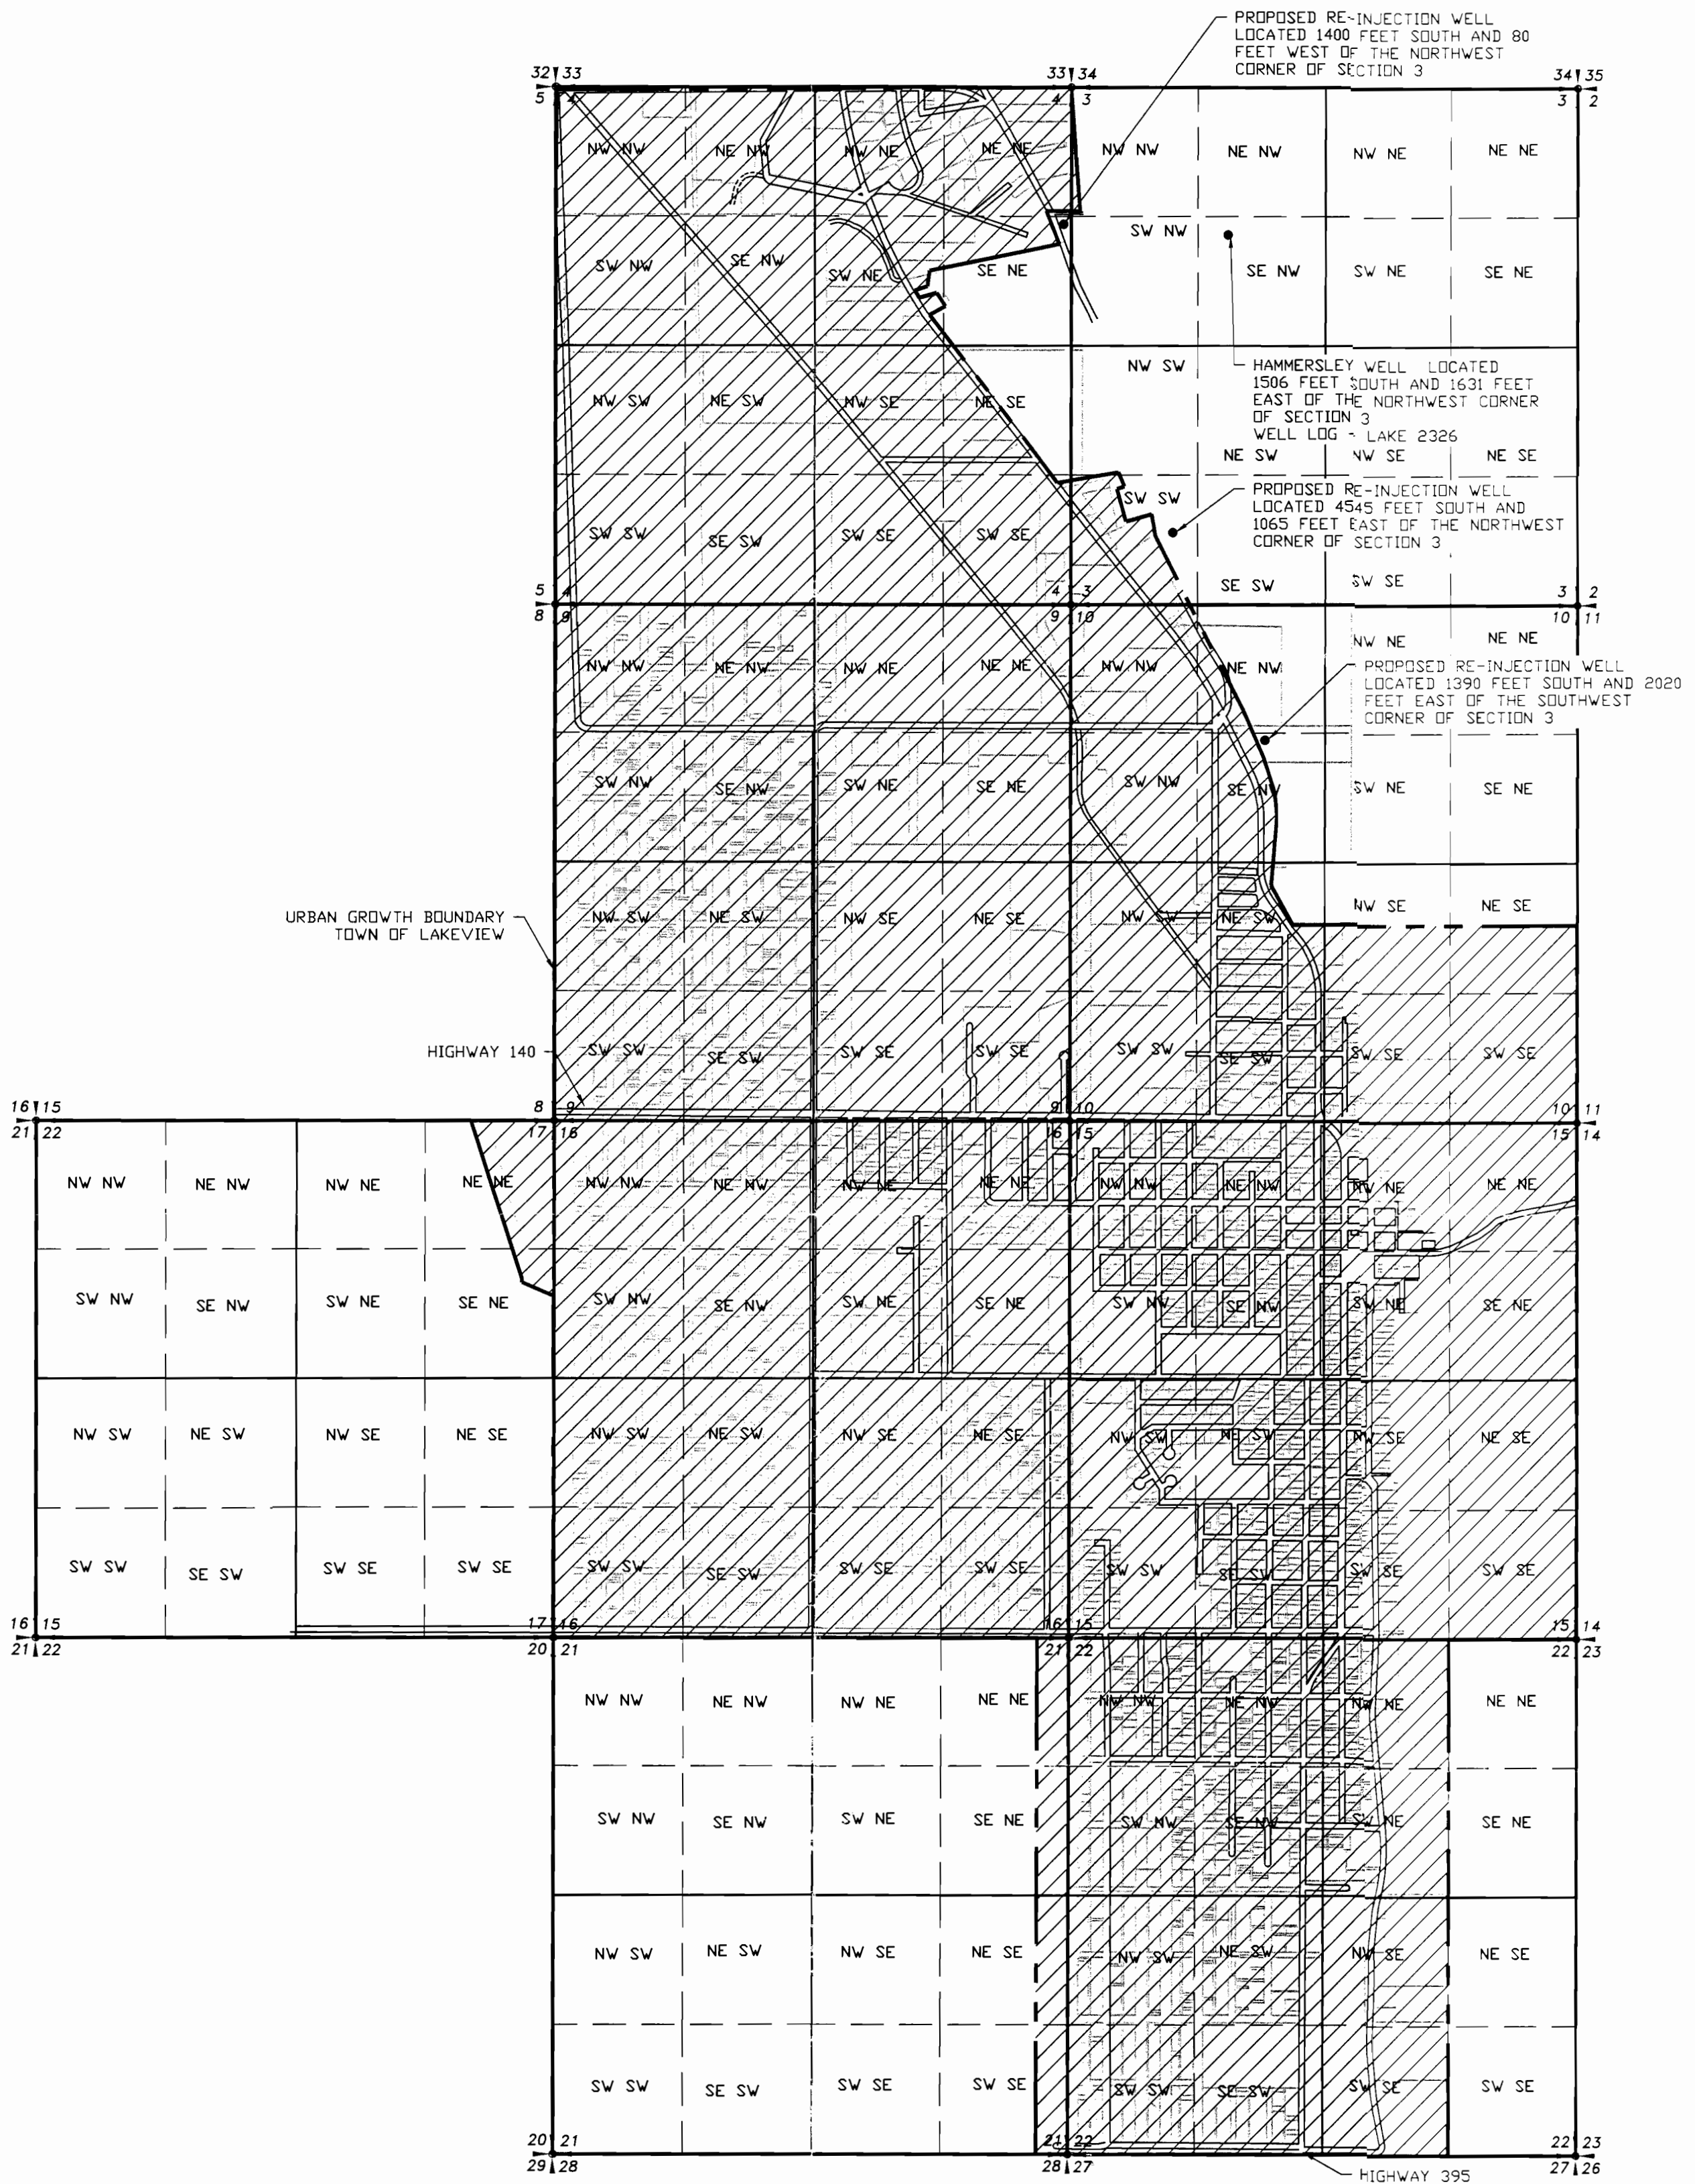 PROPOSED RE-INJECTION WELL
LOCATED 1400 FEET SOUTH AND 80
FEET WEST OF THE NORTHWEST
CORNER OF SECTION 3
32 33
33 34
34 35
5 4
4 3
3 2
NW NW
NE NW
NW NE
NE NE
NW NW
NE NW
NW NE
NE NE
SW NW
SE NW
SW NE
SE NE
SW NW
SE NW
SW NE
SE NE
HAMMERSLEY WELL LOCATED
1506 FEET SOUTH AND 1631 FEET
EAST OF THE NORTHWEST CORNER
OF SECTION 3
WELL LOG - LAKE 2326
NW SW
NE SW
NW SE
NE SE
NW SW
NE SW
NW SE
NE SE
PROPOSED RE-INJECTION WELL
LOCATED 4545 FEET SOUTH AND
1065 FEET EAST OF THE NORTHWEST
CORNER OF SECTION 3
SW SW
SE SW
SW SE
SW SE
SW SW
SE SW
SW SE
5 4
4 3
3 2
8 9
9 10
10 11
NW NW
NE NW
NW NE
NE NE
NW NW
NE NW
NW NE
NE NE
PROPOSED RE-INJECTION WELL
LOCATED 1390 FEET SOUTH AND 2020
FEET EAST OF THE SOUTHWEST
CORNER OF SECTION 3
SW NW
SE NW
SW NE
SE NE
SW NW
SE NW
SW NE
SE NE
URBAN GROWTH BOUNDARY
TOWN OF LAKEVIEW
NW SW
NE SW
NW SE
NE SE
NW SW
NE SW
NW SE
NE SE
HIGHWAY 140
SW SW
SE SW
SW SE
SW SE
SW SW
SE SW
SW SE
SW SE
16 15
8 9
9 10
10 11
21 22
17 16
16 15
15 14
NW NW
NE NW
NW NE
NE NE
NW NW
NE NW
NW NE
NE NE
NW NW
NE NW
NW NE
NE NE
SW NW
SE NW
SW NE
SE NE
SW NW
SE NW
SW NE
SE NE
SW NW
SE NW
SW NE
SE NE
NW SW
NE SW
NW SE
NE SE
NW SW
NE SW
NW SE
NE SE
NW SW
NE SW
NW SE
NE SE
SW SW
SE SW
SW SE
SW SE
SW SW
SE SW
SW SE
SW SE
SW SW
SE SW
SW SE
SW SE
16 15
17 16
16 15
15 14
21 22
20 21
21 22
22 23
NW NW
NE NW
NW NE
NE NE
NW NW
NE NW
NW NE
NE NE
SW NW
SE NW
SW NE
SE NE
SW NW
SE NW
SW NE
SE NE
NW SW
NE SW
NW SE
NE SE
NW SW
NE SW
NW SE
NE SE
SW SW
SE SW
SW SE
SW SE
SW SW
SE SW
SW SE
SW SE
20 21
21 22
22 23
29 28
28 27
27 26
HIGHWAY 395